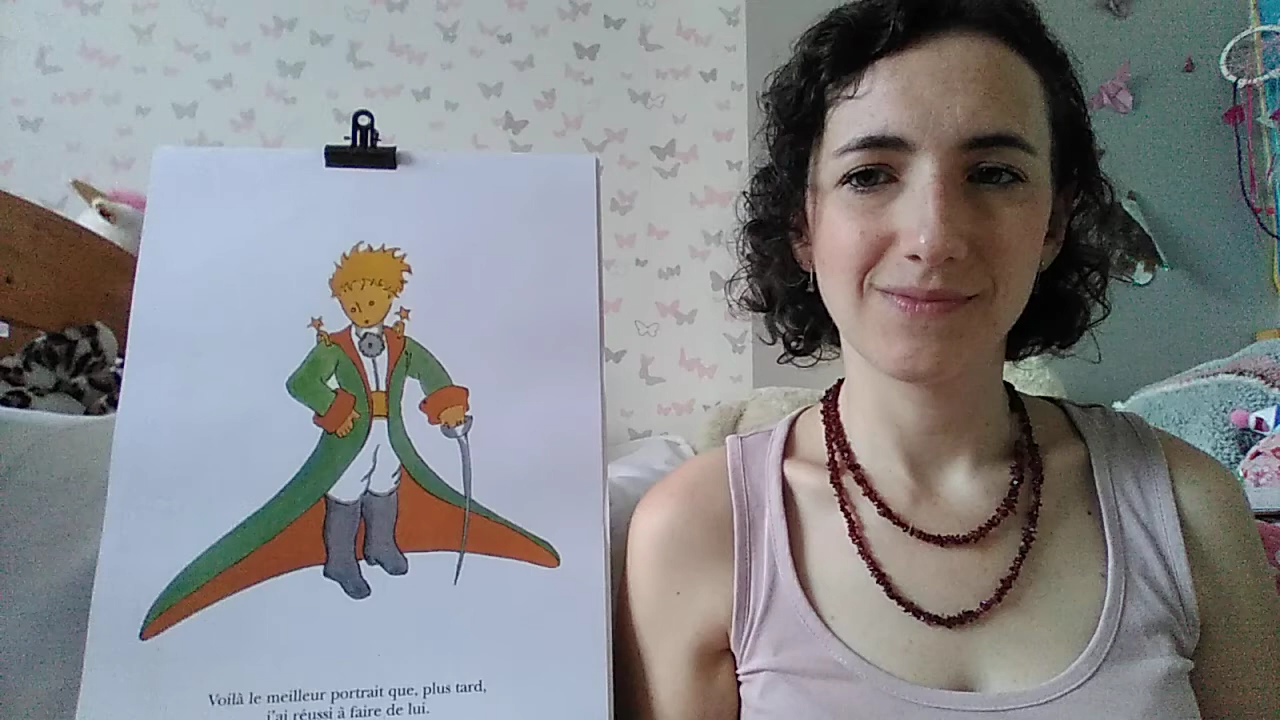 Voilà le meilleur portrait que, plus tard,
j'ai réussi à faire de lui.